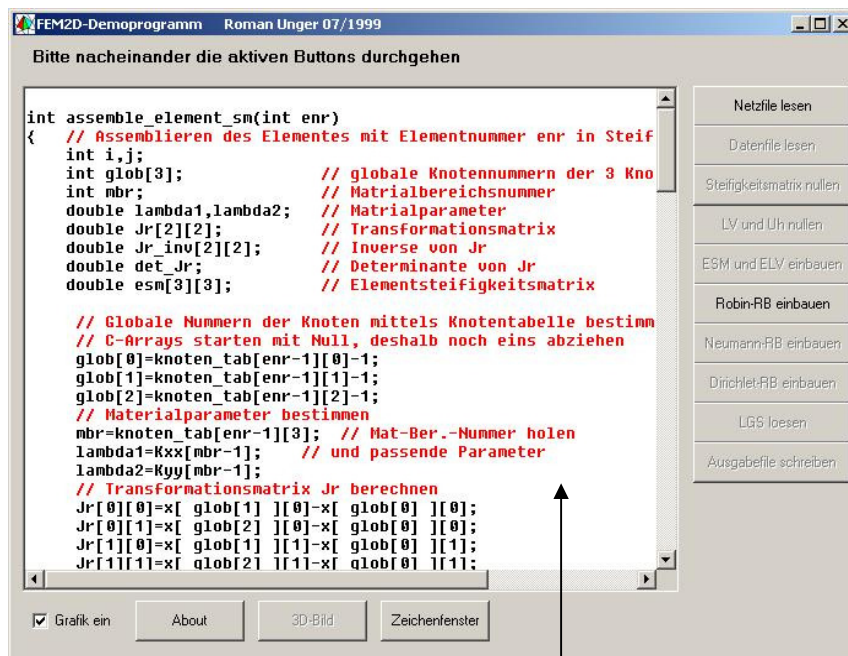 FEM2D-Demoprogramm Roman Unger 07/1999
Bitte nacheinander die aktiven Buttons durchgehen
int assemble_element_sm(int enr)
{ // Assemblieren des Elementes mit Elementnummer enr in Steif
int i,j;
int glob[3]; // globale Knotennummern der 3 Kno
int mbr; // Matrialbereichsnummer
double lambda1,lambda2; // Matrialparameter
double Jr[2][2]; // Transformationsmatrix
double Jr_inv[2][2]; // Inverse von Jr
double det_Jr; // Determinante von Jr
double esm[3][3]; // Elementsteifigkeitsmatrix
// Globale Nummern der Knoten mittels Knotentabelle bestimm
// C-Arrays starten mit Null, deshalb noch eins abziehen
glob[0]=knoten_tab[enr-1][0]-1;
glob[1]=knoten_tab[enr-1][1]-1;
glob[2]=knoten_tab[enr-1][2]-1;
// Materialparameter bestimmen
mbr=knoten_tab[enr-1][3]; // Mat-Ber.-Nummer holen
lambda1=Kxx[mbr-1]; // und passende Parameter
lambda2=Kyy[mbr-1];
// Transformationsmatrix Jr berechnen
Jr[0][0]=x[ glob[1] ][0]-x[ glob[0] ][0];
Jr[0][1]=x[ glob[2] ][0]-x[ glob[0] ][0];
Jr[1][0]=x[ glob[1] ][1]-x[ glob[0] ][1];
Jr[1][1]=x[ glob[2] ][1]-x[ glob[0] ][1];
Netzfile lesen
Datenfile lesen
Steifigkeitsmatrix nullen
LV und Uh nullen
ESM und ELV einbauen
Robin-RB einbauen
Neumann-RB einbauen
Dirichlet-RB einbauen
LGS loesen
Ausgabefile schreiben
Grafik ein
About
3D-Bild
Zeichenfenster